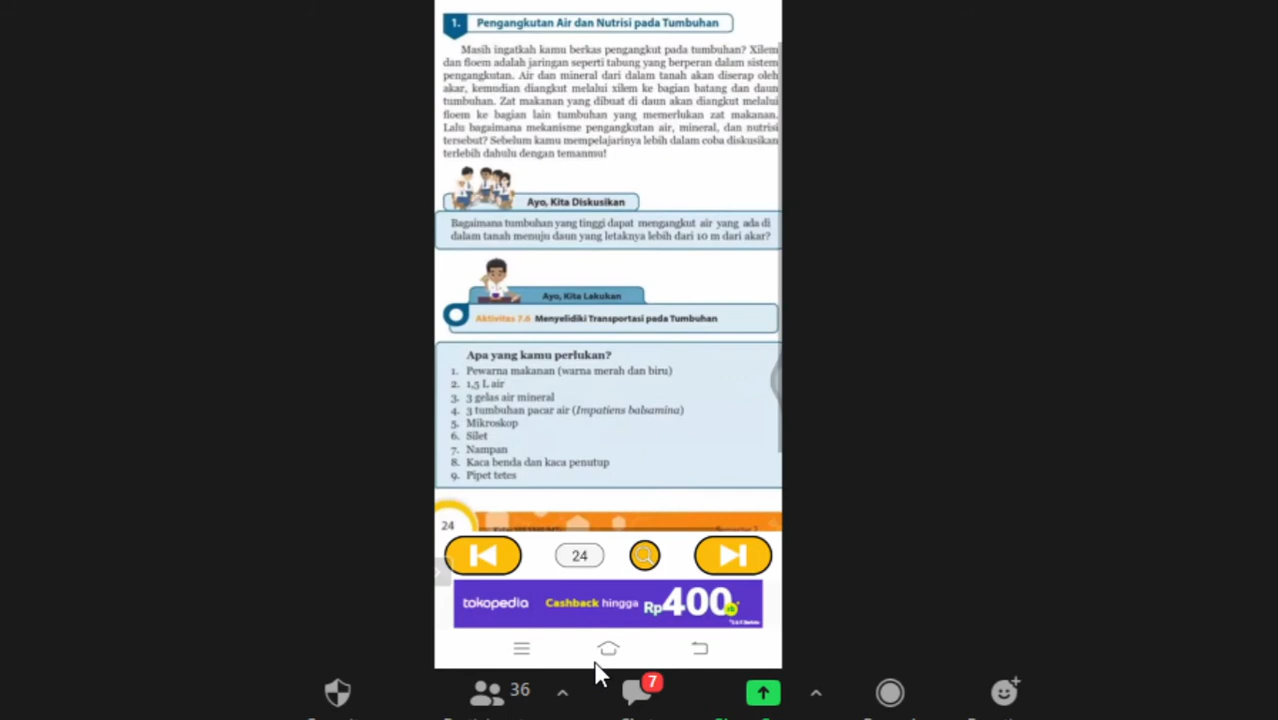 1. Pengangkutan Air dan Nutrisi pada Tumbuhan
Masih ingatkah kamu berkas pengangkut pada tumbuhan? Xilem
dan floem adalah jaringan seperti tabung yang berperan dalam sistem
pengangkutan. Air dan mineral dari dalam tanah akan diserap oleh
akar, kemudian diangkut melalui xilem ke bagian batang dan daun
tumbuhan. Zat makanan yang dibuat di daun akan diangkut melalui
floem ke bagian lain tumbuhan yang memerlukan zat makanan.
Lalu bagaimana mekanisme pengangkutan air, mineral, dan nutrisi
tersebut? Sebelum kamu mempelajarinya lebih dalam coba diskusikan
terlebih dahulu dengan temanmu!
Ayo, Kita Diskusikan
Bagaimana tumbuhan yang tinggi dapat mengangkut air yang ada di
dalam tanah menuju daun yang letaknya lebih dari 10 m dari akar?
Ayo, Kita Lakukan
Aktivitas 7.6 Menyelidiki Transportasi pada Tumbuhan
Apa yang kamu perlukan?
1. Pewarna makanan (warna merah dan biru)
2. 1,5 L air
3. 3 gelas air mineral
4. 3 tumbuhan pacar air (Impatiens balsamina)
5. Mikroskop
6. Silet
7. Nampan
8. Kaca benda dan kaca penutup
9. Pipet tetes
24
24
tokopedia Cashback hingga Rp400
36
7